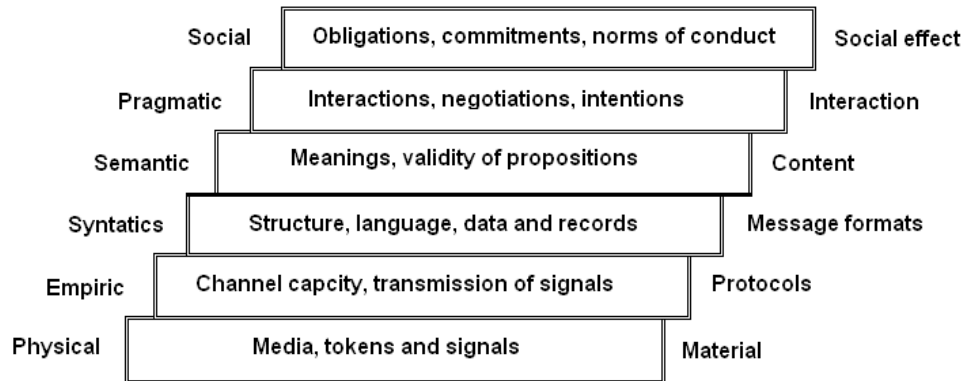 Social Obligations, commitments, norms of conduct Social effect
Pragmatic Interactions, negotiations, intentions Interaction
Semantic Meanings, validity of propositions Content
Syntatics Structure, language, data and records Message formats
Empiric Channel capcity, transmission of signals Protocols
Physical Media, tokens and signals Material